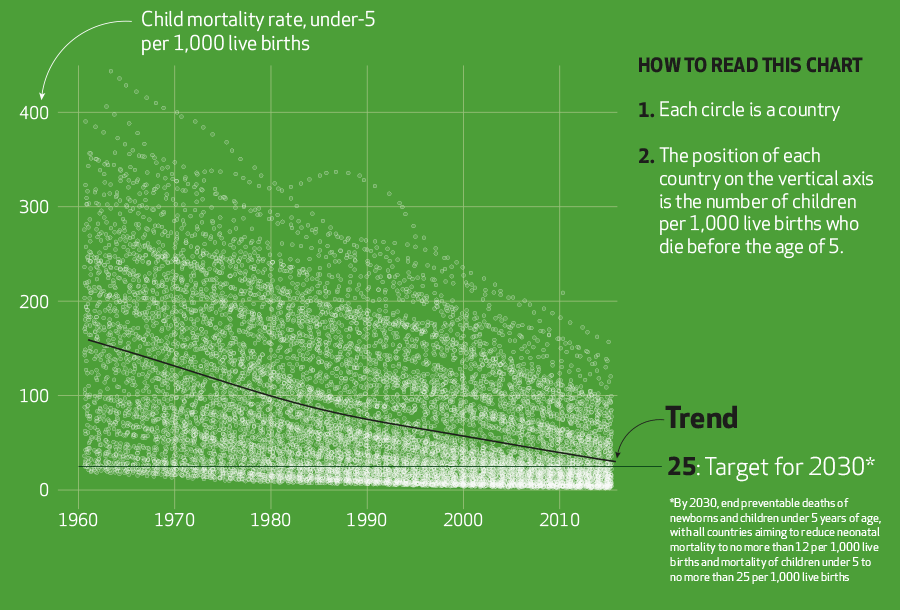 Child mortality rate, under-5
per 1,000 live births
400
300
200
100
0
1960 1970 1980 1990 2000 2010
HOW TO READ THIS CHART
1. Each circle is a country
2. The position of each
country on the vertical axis
is the number of children
per 1,000 live births who
die before the age of 5.
Trend
25: Target for 2030*
*By 2030, end preventable deaths of
newborns and children under 5 years of age,
with all countries aiming to reduce neonatal
mortality to no more than 12 per 1,000 live
births and mortality of children under 5 to
no more than 25 per 1,000 live births